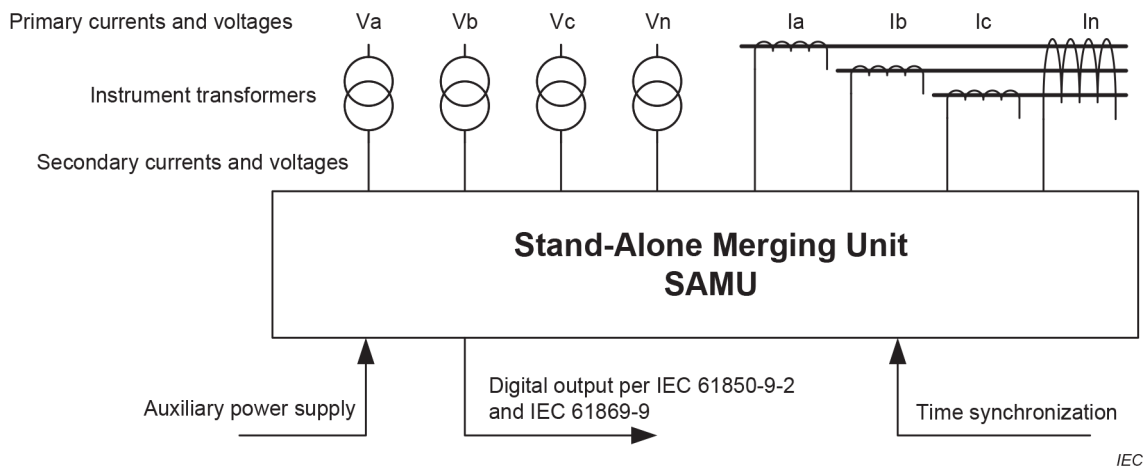 Primary currents and voltages Va Vb Vc Vn Ia Ib Ic In
Instrument transformers
Secondary currents and voltages
Stand-Alone Merging Unit
SAMU
Auxiliary power supply
Digital output per IEC 61850-9-2
and IEC 61869-9
Time synchronization
IEC